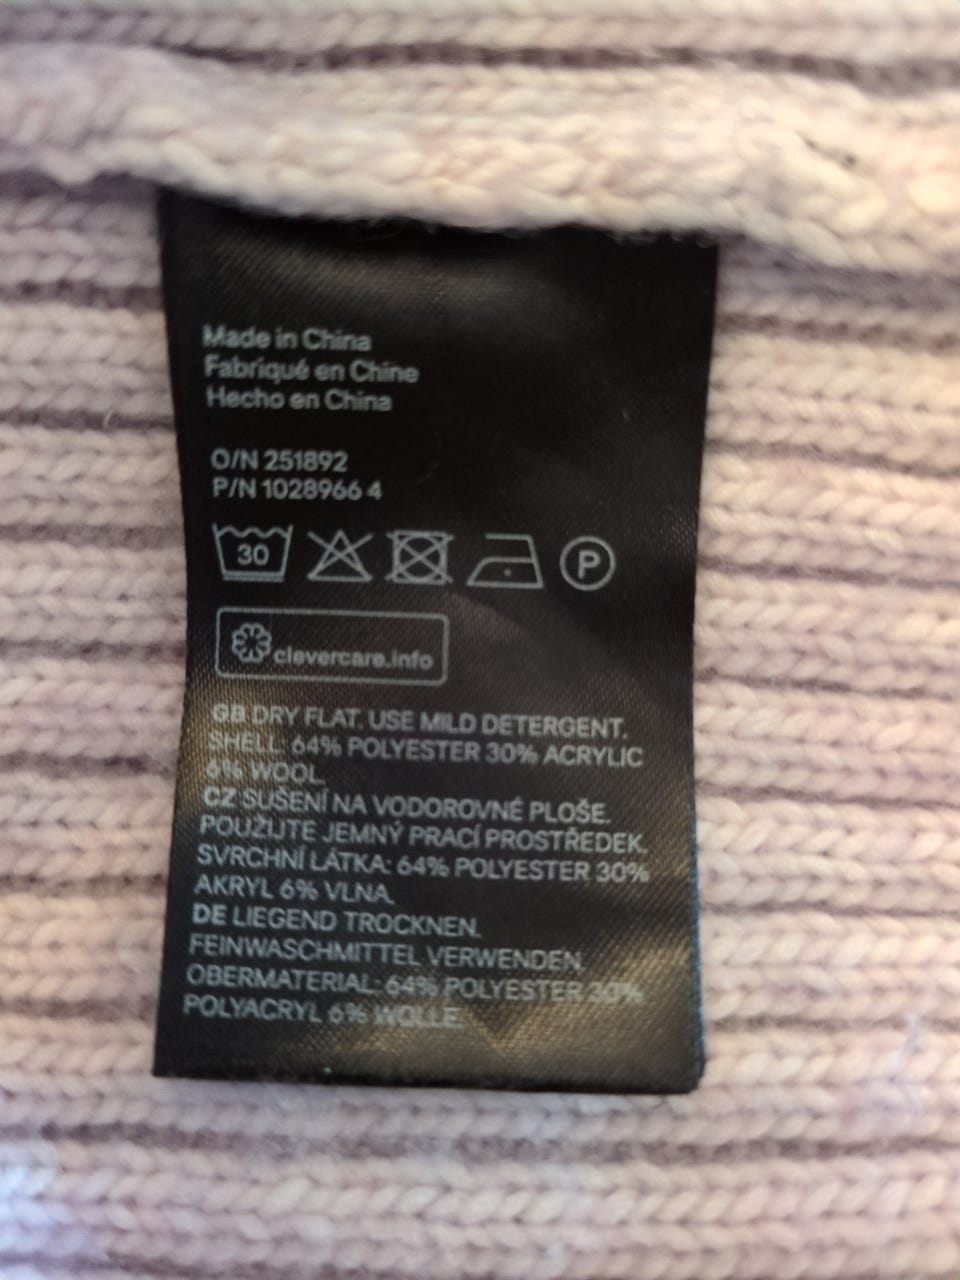 Made in China
Fabriqué en Chine
Hecho en China
O/N 251892
P/N 1028966 4
30 P
clevercare.info
GB DRY FLAT. USE MILD DETERGENT.
SHELL: 64% POLYESTER 30% ACRYLIC
6% WOOL.
CZ SUŠENÍ NA VODOROVNÉ PLOŠE.
POUŽIJTE JEMNÝ PRACÍ PROSTŘEDEK.
SVRCHNÍ LÁTKA: 64% POLYESTER 30%
AKRYL 6% VLNA.
DE LIEGEND TROCKNEN.
FEINWASCHMITTEL VERWENDEN.
OBERMATERIAL: 64% POLYESTER 30%
POLYACRYL 6% WOLLE.